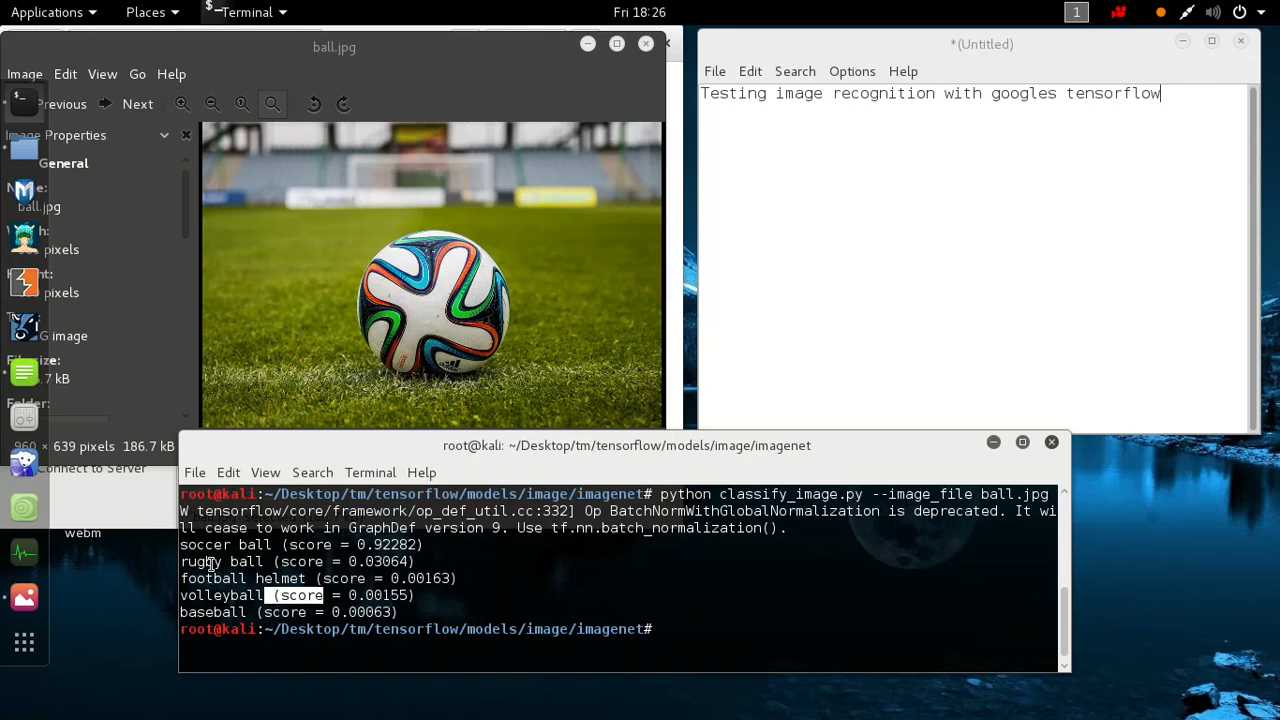 Applications Places Terminal Fri 18:26 1
ball.jpg
Image Edit View Go Help
Previous Next
Image Properties
General
ball.jpg
pixels
pixels
G image
size:
.7 kB
Folder:
960 × 639 pixels 186.7 kB
Connect to Server
webm
*(Untitled)
File Edit Search Options Help
Testing image recognition with googles tensorflow
root@kali: ~/Desktop/tm/tensorflow/models/image/imagenet
File Edit View Search Terminal Help
root@kali:~/Desktop/tm/tensorflow/models/image/imagenet# python classify_image.py --image_file ball.jpg
W tensorflow/core/framework/op_def_util.cc:332] Op BatchNormWithGlobalNormalization is deprecated. It wi
ll cease to work in GraphDef version 9. Use tf.nn.batch_normalization().
soccer ball (score = 0.92282)
rugby ball (score = 0.03064)
football helmet (score = 0.00163)
volleyball (score = 0.00155)
baseball (score = 0.00063)
root@kali:~/Desktop/tm/tensorflow/models/image/imagenet#